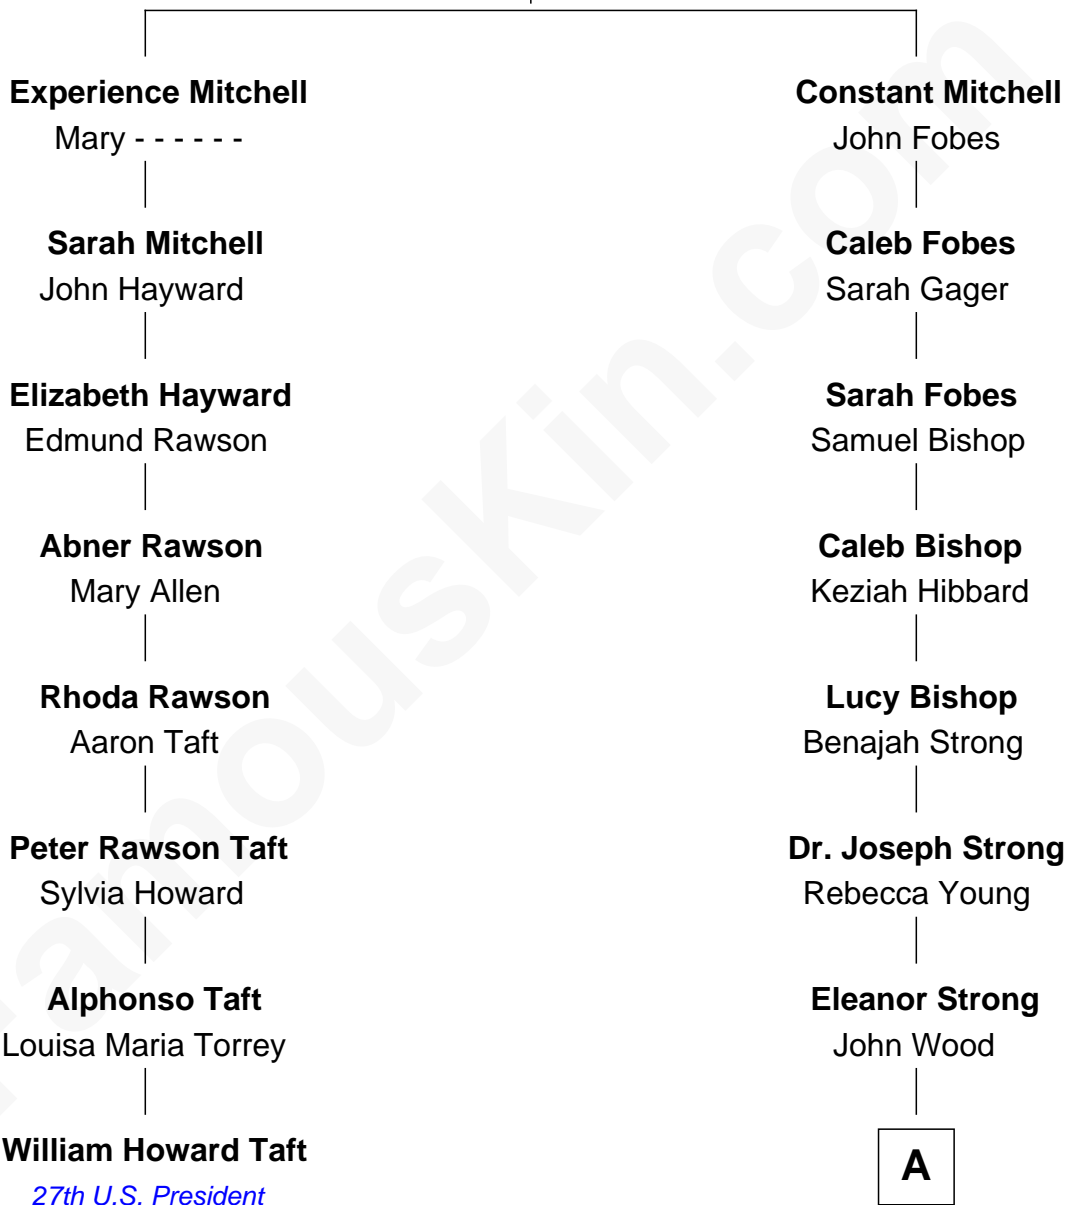 Experience Mitchell
Mary - - - - - -
Sarah Mitchell
John Hayward
Elizabeth Hayward
Edmund Rawson
Abner Rawson
Mary Allen
Rhoda Rawson
Aaron Taft
Peter Rawson Taft
Sylvia Howard
Alphonso Taft
Louisa Maria Torrey
William Howard Taft
27th U.S. President
Constant Mitchell
John Fobes
Caleb Fobes
Sarah Gager
Sarah Fobes
Samuel Bishop
Caleb Bishop
Keziah Hibbard
Lucy Bishop
Benajah Strong
Dr. Joseph Strong
Rebecca Young
Eleanor Strong
John Wood
A
FamousKin.com